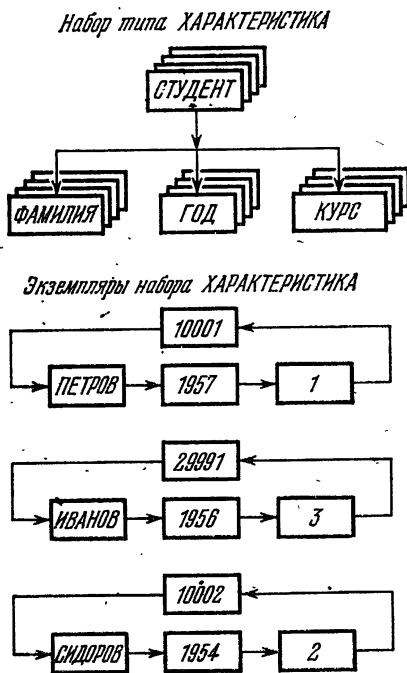 Набор типа ХАРАКТЕРИСТИКА
СТУДЕНТ
ФАМИЛИЯ ГОД КУРС
Экземпляры набора ХАРАКТЕРИСТИКА
10001
ПЕТРОВ 1957 1
29991
ИВАНОВ 1956 3
10002
СИДОРОВ 1954 2